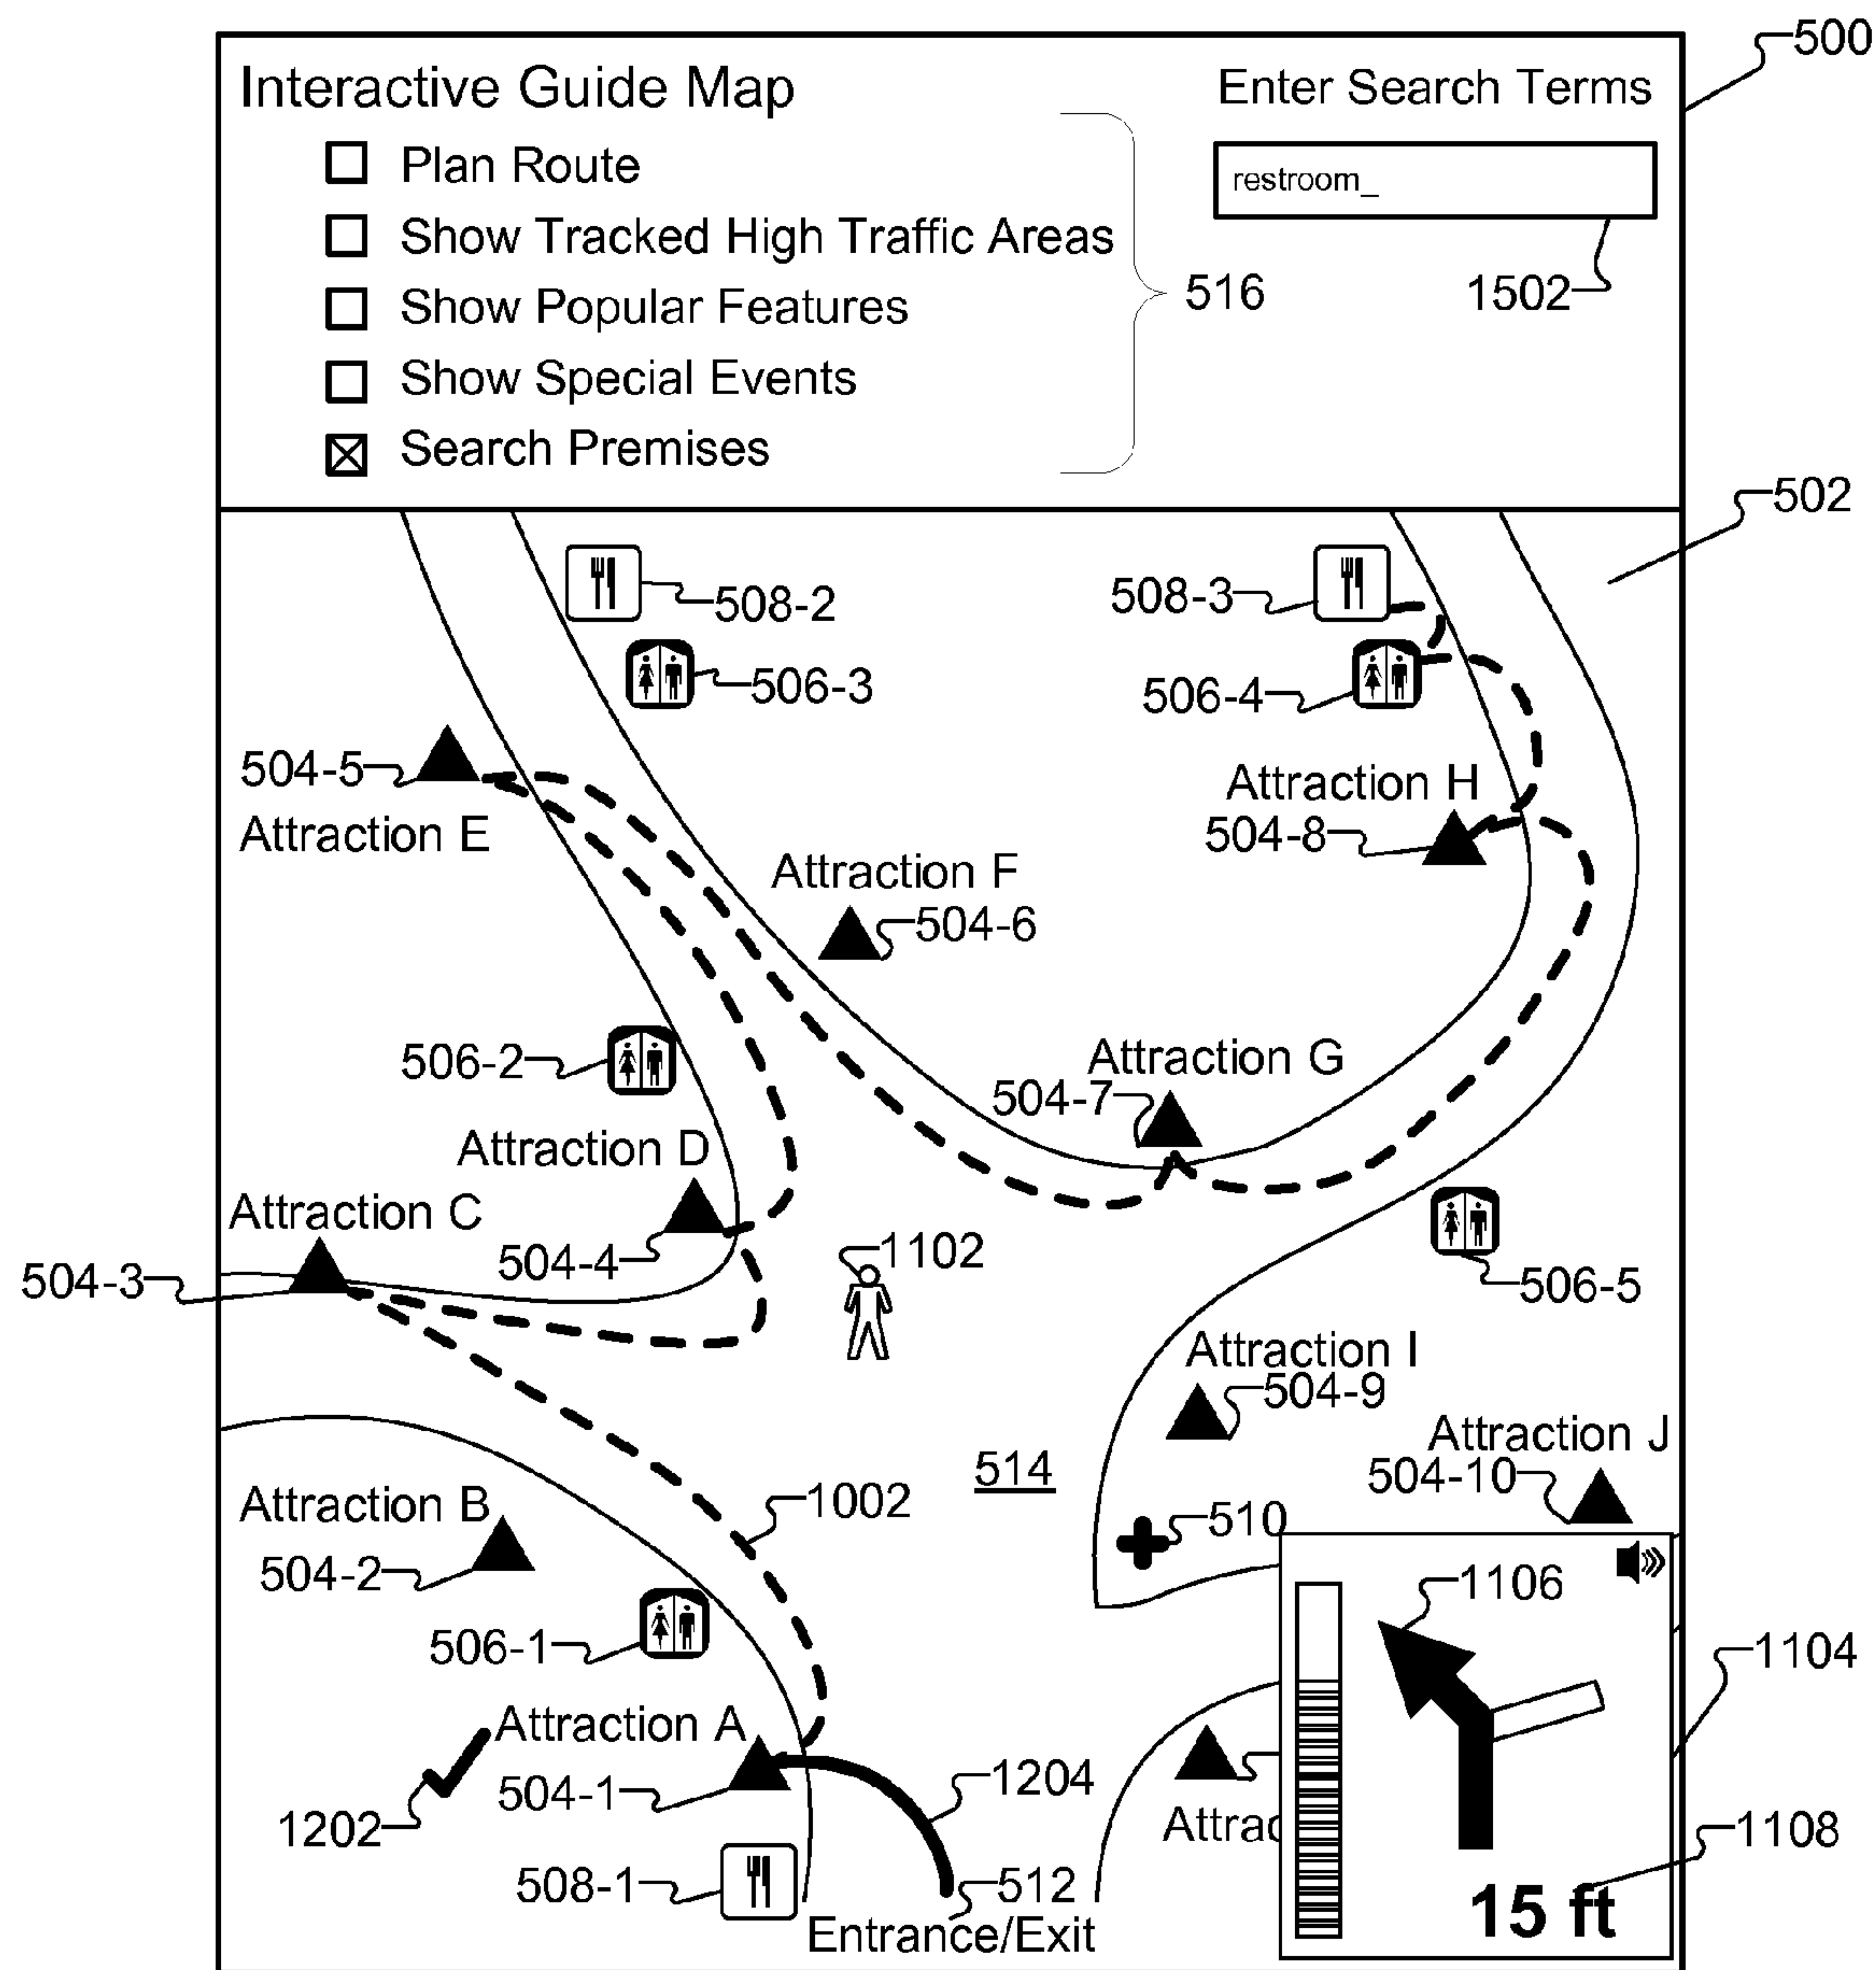 500
Interactive Guide Map
Enter Search Terms
Plan Route
restroom_
Show Tracked High Traffic Areas
516
1502
Show Popular Features
Show Special Events
Search Premises
502
508-2
508-3
506-3
506-4
504-5
Attraction E
Attraction H
504-8
Attraction F
504-6
506-2
Attraction G
504-7
Attraction D
Attraction C
504-4
504-3
1102
506-5
Attraction I
504-9
Attraction J
504-10
514
Attraction B
504-2
1002
510
1106
506-1
1104
Attraction A
504-1
1202
1204
Attrac
1108
508-1
512
Entrance/Exit
15 ft